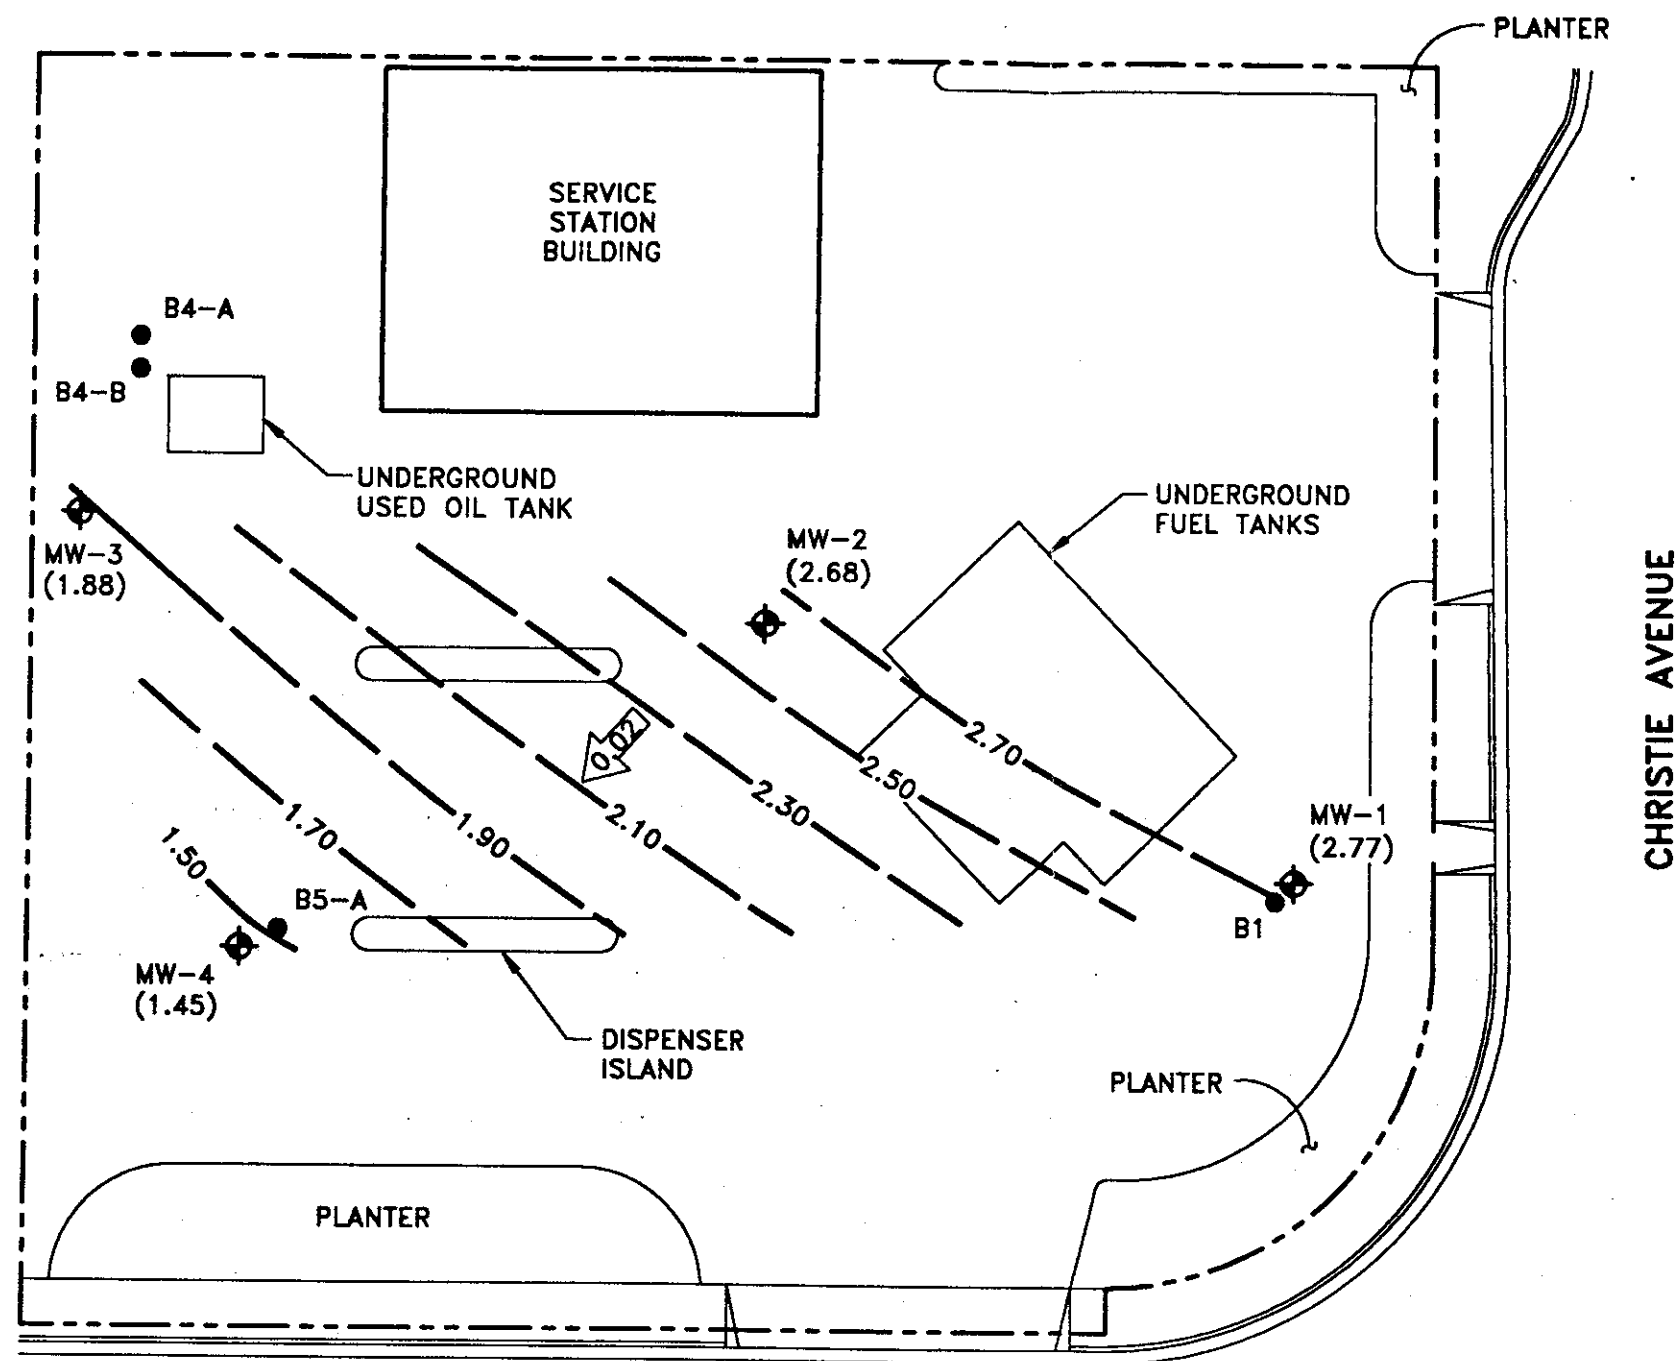 PLANTER
SERVICE
STATION
BUILDING
B4-A
B4-B
UNDERGROUND
USED OIL TANK
UNDERGROUND
FUEL TANKS
MW-2
(2.68)
MW-3
(1.88)
CHRISTIE AVENUE
0.02
2.70
2.50
2.30
2.10
1.90
1.70
1.50
MW-1
(2.77)
B1
B5-A
MW-4
(1.45)
DISPENSER
ISLAND
PLANTER
PLANTER